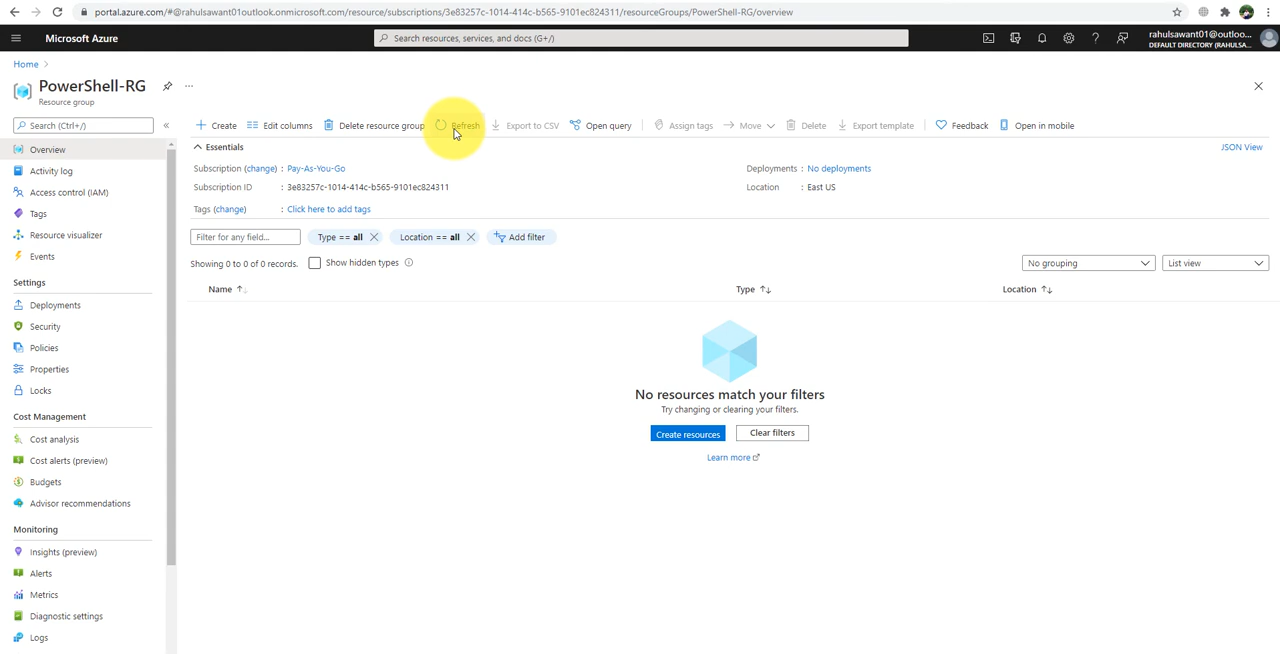 portal.azure.com/#@rahulsawant01outlook.onmicrosoft.com/resource/subscriptions/3e83257c-1014-414c-b565-9101ec824311/resourceGroups/PowerShell-RG/overview
Microsoft Azure
Search resources, services, and docs (G+/)
rahulsawant01@outloo...
DEFAULT DIRECTORY (RAHULSA...
Home
PowerShell-RG
Resource group
Search (Ctrl+/)
Create Edit columns Delete resource group Refresh Export to CSV Open query Assign tags Move Delete Export template Feedback Open in mobile
Overview
Activity log
Access control (IAM)
Tags
Resource visualizer
Events
Settings
Deployments
Security
Policies
Properties
Locks
Cost Management
Cost analysis
Cost alerts (preview)
Budgets
Advisor recommendations
Monitoring
Insights (preview)
Alerts
Metrics
Diagnostic settings
Logs
Essentials
JSON View
Subscription (change) : Pay-As-You-Go
Deployments : No deployments
Subscription ID : 3e83257c-1014-414c-b565-9101ec824311
Location : East US
Tags (change) : Click here to add tags
Filter for any field... Type == all Location == all Add filter
Showing 0 to 0 of 0 records. Show hidden types
No grouping List view
Name Type Location
No resources match your filters
Try changing or clearing your filters.
Create resources Clear filters
Learn more